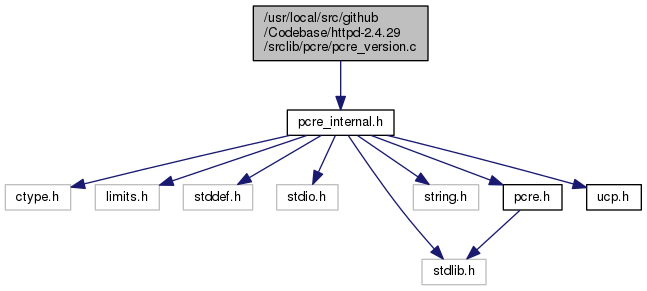 /usr/local/src/github
/Codebase/httpd-2.4.29
/srclib/pcre/pcre_version.c
pcre_internal.h
ctype.h
limits.h
stddef.h
stdio.h
string.h
pcre.h
ucp.h
stdlib.h